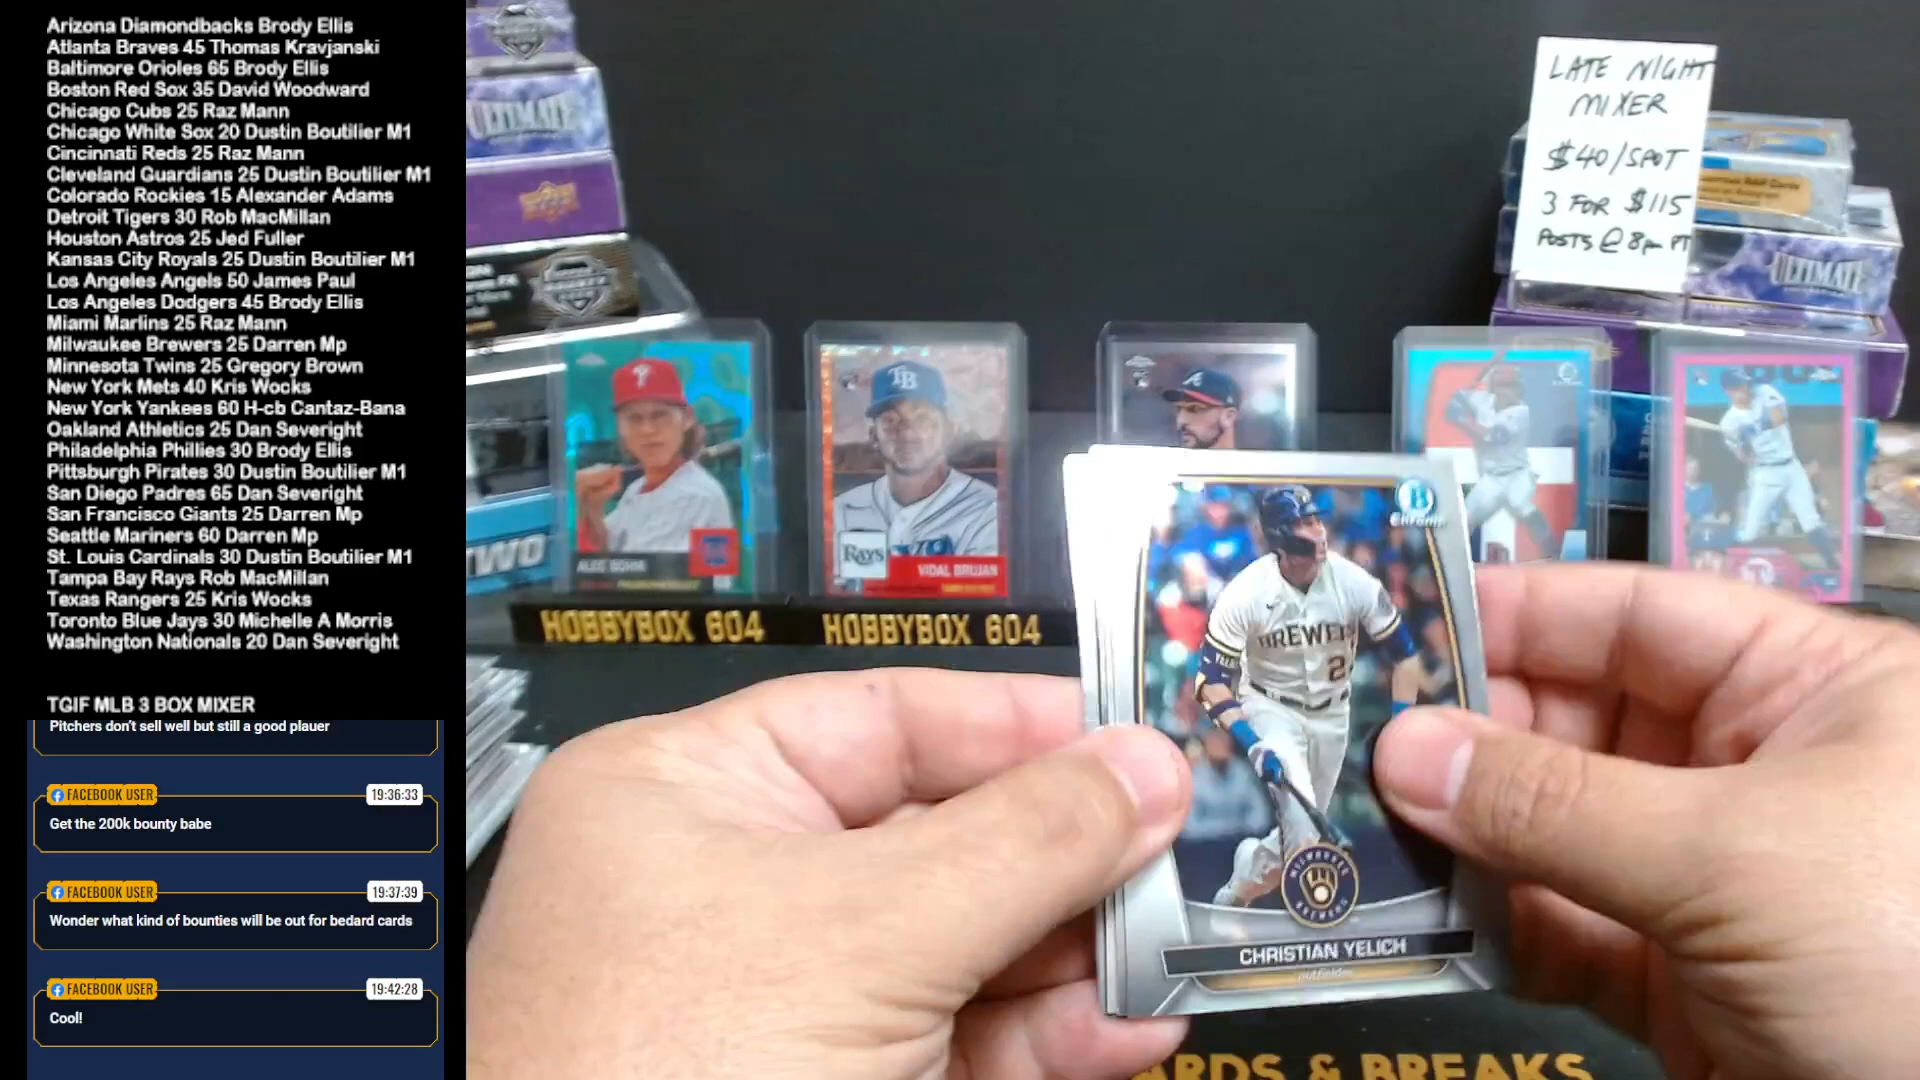 Arizona Diamondbacks Brody Ellis
Atlanta Braves 45 Thomas Kravjanski
Baltimore Orioles 65 Brody Ellis
Boston Red Sox 35 David Woodward
Chicago Cubs 25 Raz Mann
Chicago White Sox 20 Dustin Boutilier M1
Cincinnati Reds 25 Raz Mann
Cleveland Guardians 25 Dustin Boutilier M1
Colorado Rockies 15 Alexander Adams
Detroit Tigers 30 Rob MacMillan
Houston Astros 25 Jed Fuller
Kansas City Royals 25 Dustin Boutilier M1
Los Angeles Angels 50 James Paul
Los Angeles Dodgers 45 Brody Ellis
Miami Marlins 25 Raz Mann
Milwaukee Brewers 25 Darren Mp
Minnesota Twins 25 Gregory Brown
New York Mets 40 Kris Wocks
New York Yankees 60 H-cb Cantaz-Bana
Oakland Athletics 25 Dan Severight
Philadelphia Phillies 30 Brody Ellis
Pittsburgh Pirates 30 Dustin Boutilier M1
San Diego Padres 65 Dan Severight
San Francisco Giants 25 Darren Mp
Seattle Mariners 60 Darren Mp
St. Louis Cardinals 30 Dustin Boutilier M1
Tampa Bay Rays Rob MacMillan
Texas Rangers 25 Kris Wocks
Toronto Blue Jays 30 Michelle A Morris
Washington Nationals 20 Dan Severight
TGIF MLB 3 BOX MIXER
Pitchers don't sell well but still a good plauer
FACEBOOK USER
19:36:33
Get the 200k bounty babe
FACEBOOK USER
19:37:39
Wonder what kind of bounties will be out for bedard cards
FACEBOOK USER
19:42:28
Cool!
LATE NIGHT
MIXER
$40/SPOT
3 FOR $115
POSTS @ 8pm PT
ULTIMATE
ULTIMATE
TWO
ALEC BOHM
TB
Rays
VIDAL BRUJAN
HOBBYBOX 604
HOBBYBOX 604
B
Chrome
BREWERS
2
MILWAUKEE
BREWERS
CHRISTIAN YELICH
outfielder
CARDS & BREAKS